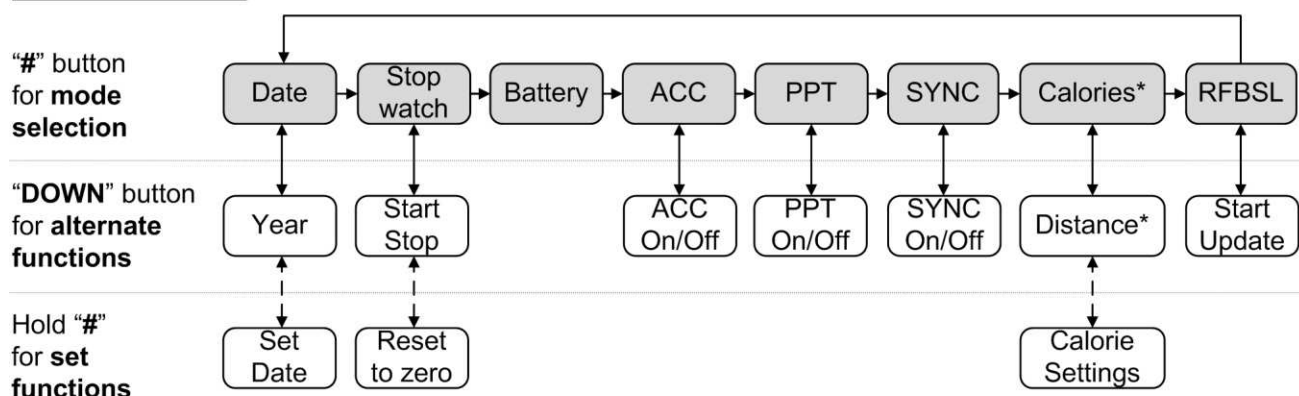 “#” button
for mode
selection
Date
Stop
watch
Battery
ACC
PPT
SYNC
Calories*
RFBSL
“DOWN” button
for alternate
functions
Year
Start
Stop
ACC
On/Off
PPT
On/Off
SYNC
On/Off
Distance*
Start
Update
Hold “#”
for set
functions
Set
Date
Reset
to zero
Calorie
Settings